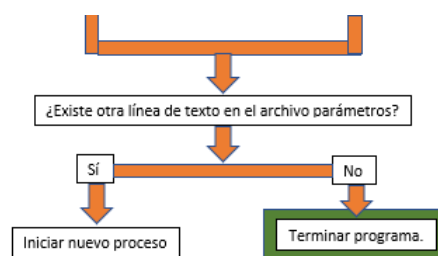 ¿Existe otra línea de texto en el archivo parámetros?
Sí
No
Iniciar nuevo proceso
Terminar programa.